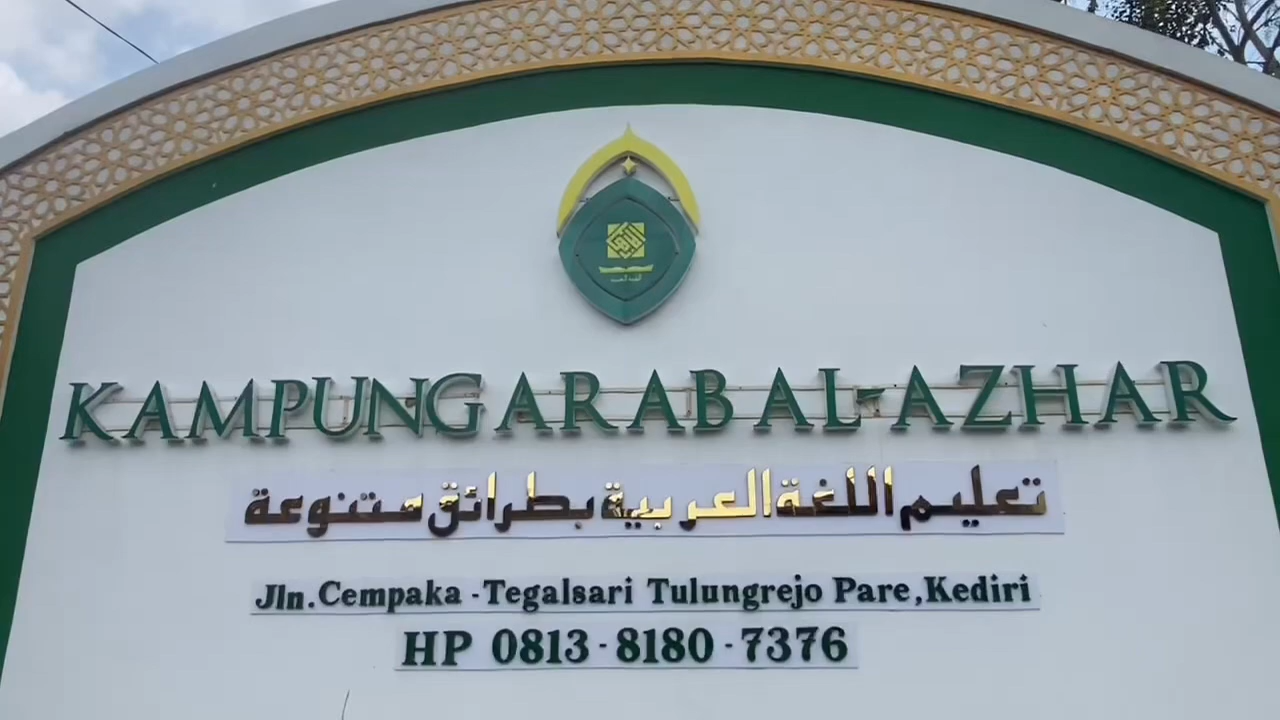 KAMPUNG ARAB AL-AZHAR
تعليم اللغة العربية بطرائق متنوعة
Jln.Cempaka -Tegalsari Tulungrejo Pare,Kediri
HP 0813-8180-7376